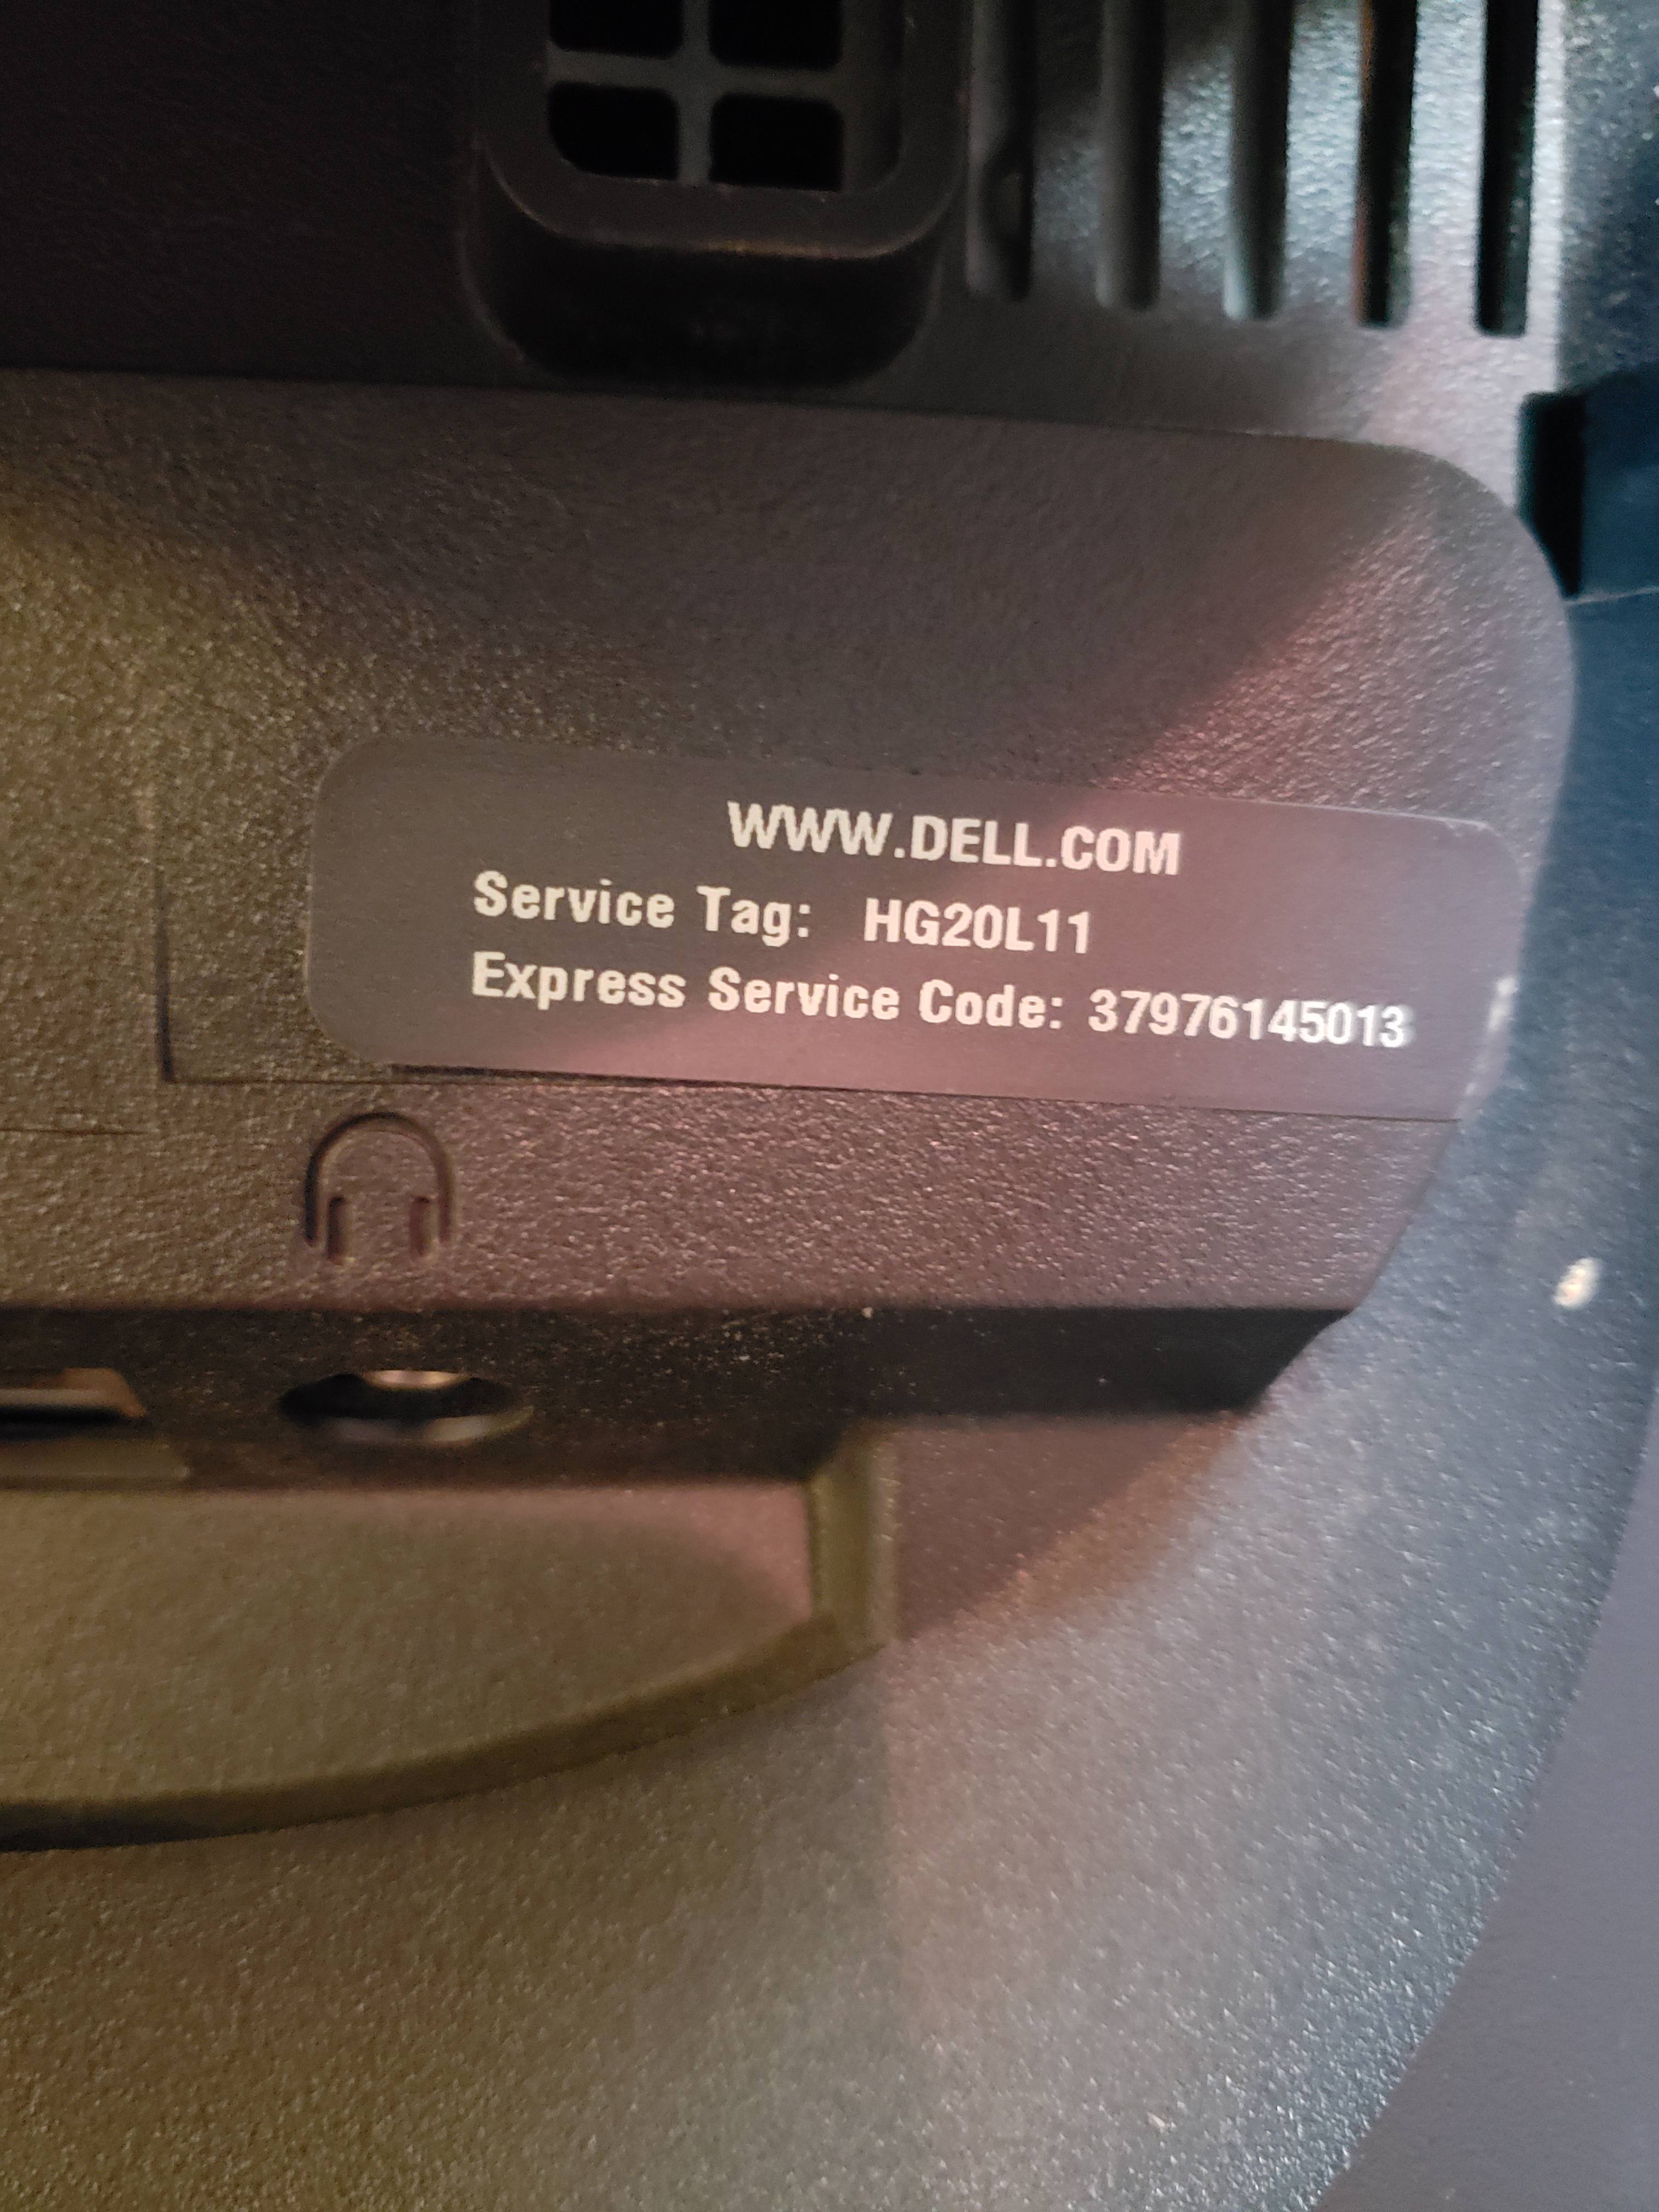 WWW.DELL.COM
Service Tag: HG20L11
Express Service Code: 37976145013